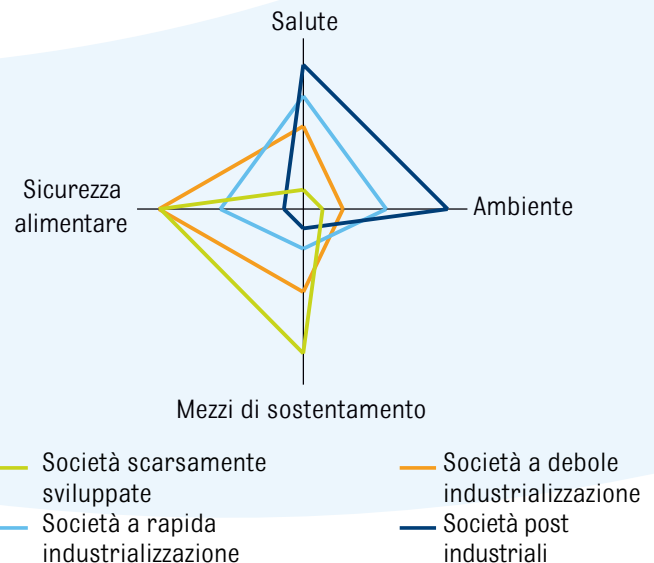 Salute
Sicurezza
alimentare
Ambiente
Mezzi di sostentamento
Società scarsamente
sviluppate
Società a debole
industrializzazione
Società a rapida
industrializzazione
Società post
industriali